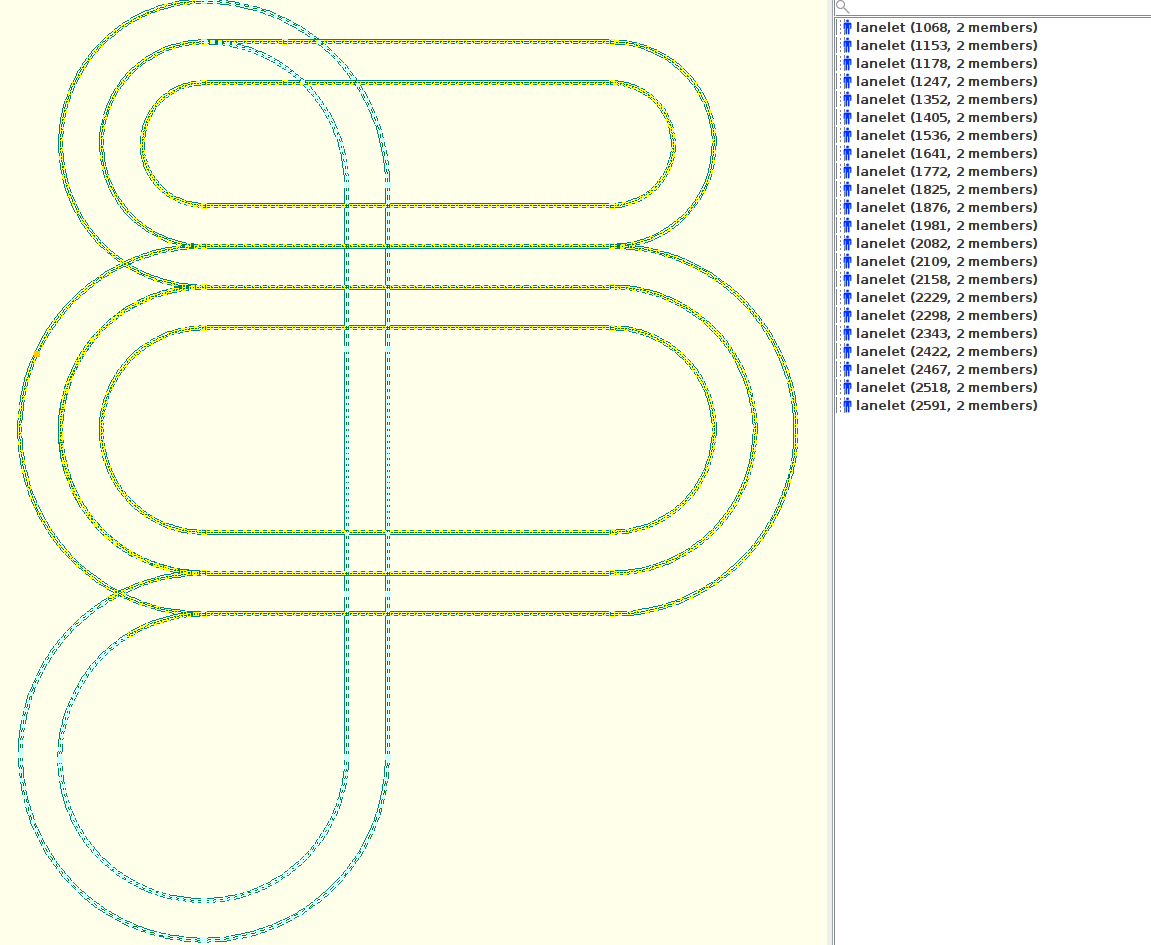 lanelet (1068, 2 members)
lanelet (1153, 2 members)
lanelet (1178, 2 members)
lanelet (1247, 2 members)
lanelet (1352, 2 members)
lanelet (1405, 2 members)
lanelet (1536, 2 members)
lanelet (1641, 2 members)
lanelet (1772, 2 members)
lanelet (1825, 2 members)
lanelet (1876, 2 members)
lanelet (1981, 2 members)
lanelet (2082, 2 members)
lanelet (2109, 2 members)
lanelet (2158, 2 members)
lanelet (2229, 2 members)
lanelet (2298, 2 members)
lanelet (2343, 2 members)
lanelet (2422, 2 members)
lanelet (2467, 2 members)
lanelet (2518, 2 members)
lanelet (2591, 2 members)